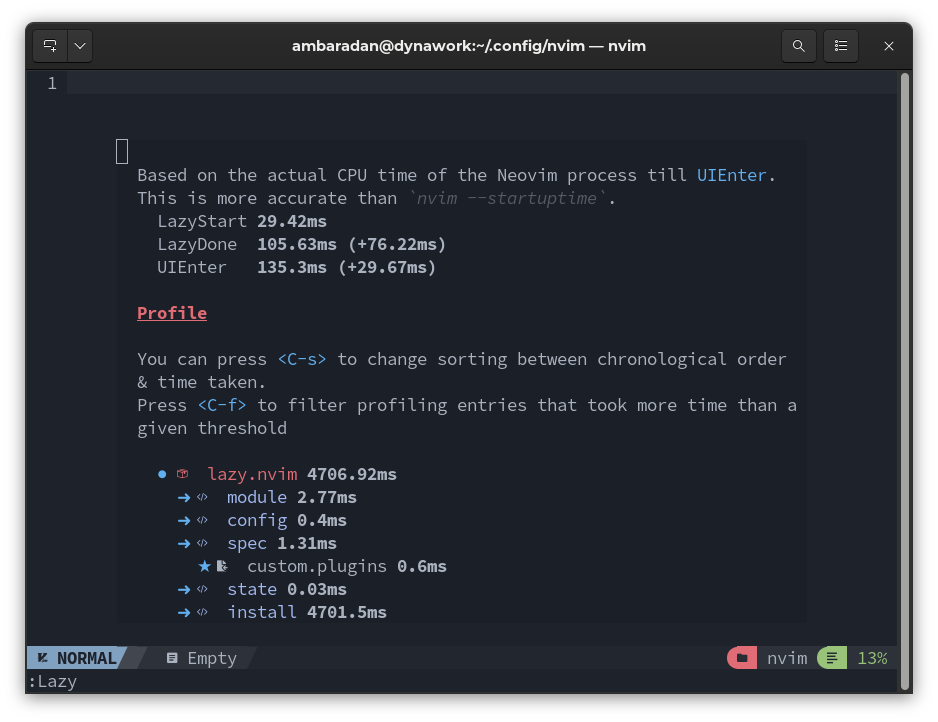 ambaradan@dynawork:~/.config/nvim — nvim
1
Based on the actual CPU time of the Neovim process till UIEnter.
This is more accurate than `nvim --startuptime`.
LazyStart 29.42ms
LazyDone 105.63ms (+76.22ms)
UIEnter 135.3ms (+29.67ms)
Profile
You can press <C-s> to change sorting between chronological order
& time taken.
Press <C-f> to filter profiling entries that took more time than a
given threshold
● lazy.nvim 4706.92ms
➜ </> module 2.77ms
➜ </> config 0.4ms
➜ </> spec 1.31ms
★ custom.plugins 0.6ms
➜ </> state 0.03ms
➜ </> install 4701.5ms
NORMAL Empty nvim 13%
:Lazy